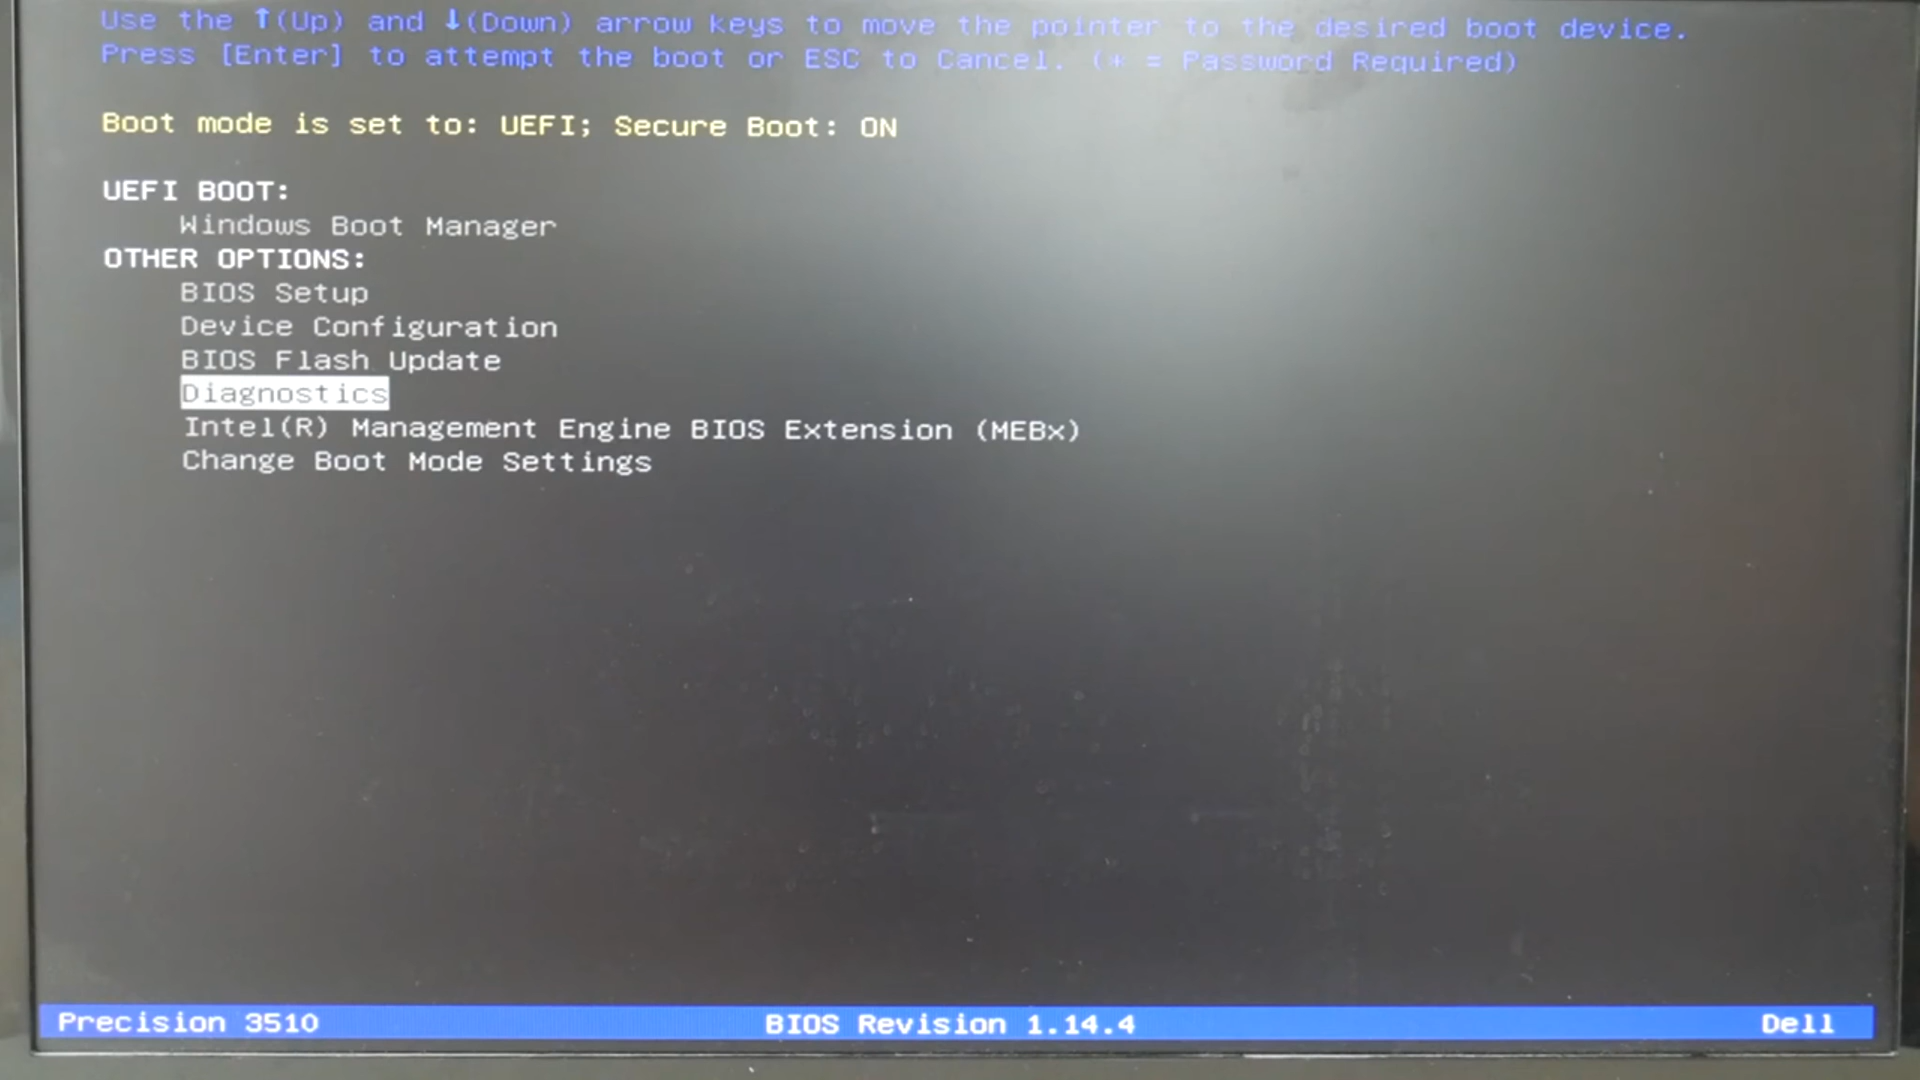 Use the ↑(Up) and ↓(Down) arrow keys to move the pointer to the desired boot device.
Press [Enter] to attempt the boot or ESC to Cancel. (* = Password Required)
Boot mode is set to: UEFI; Secure Boot: ON
UEFI BOOT:
Windows Boot Manager
OTHER OPTIONS:
BIOS Setup
Device Configuration
BIOS Flash Update
Diagnostics
Intel(R) Management Engine BIOS Extension (MEBx)
Change Boot Mode Settings
Precision 3510 BIOS Revision 1.14.4 Dell